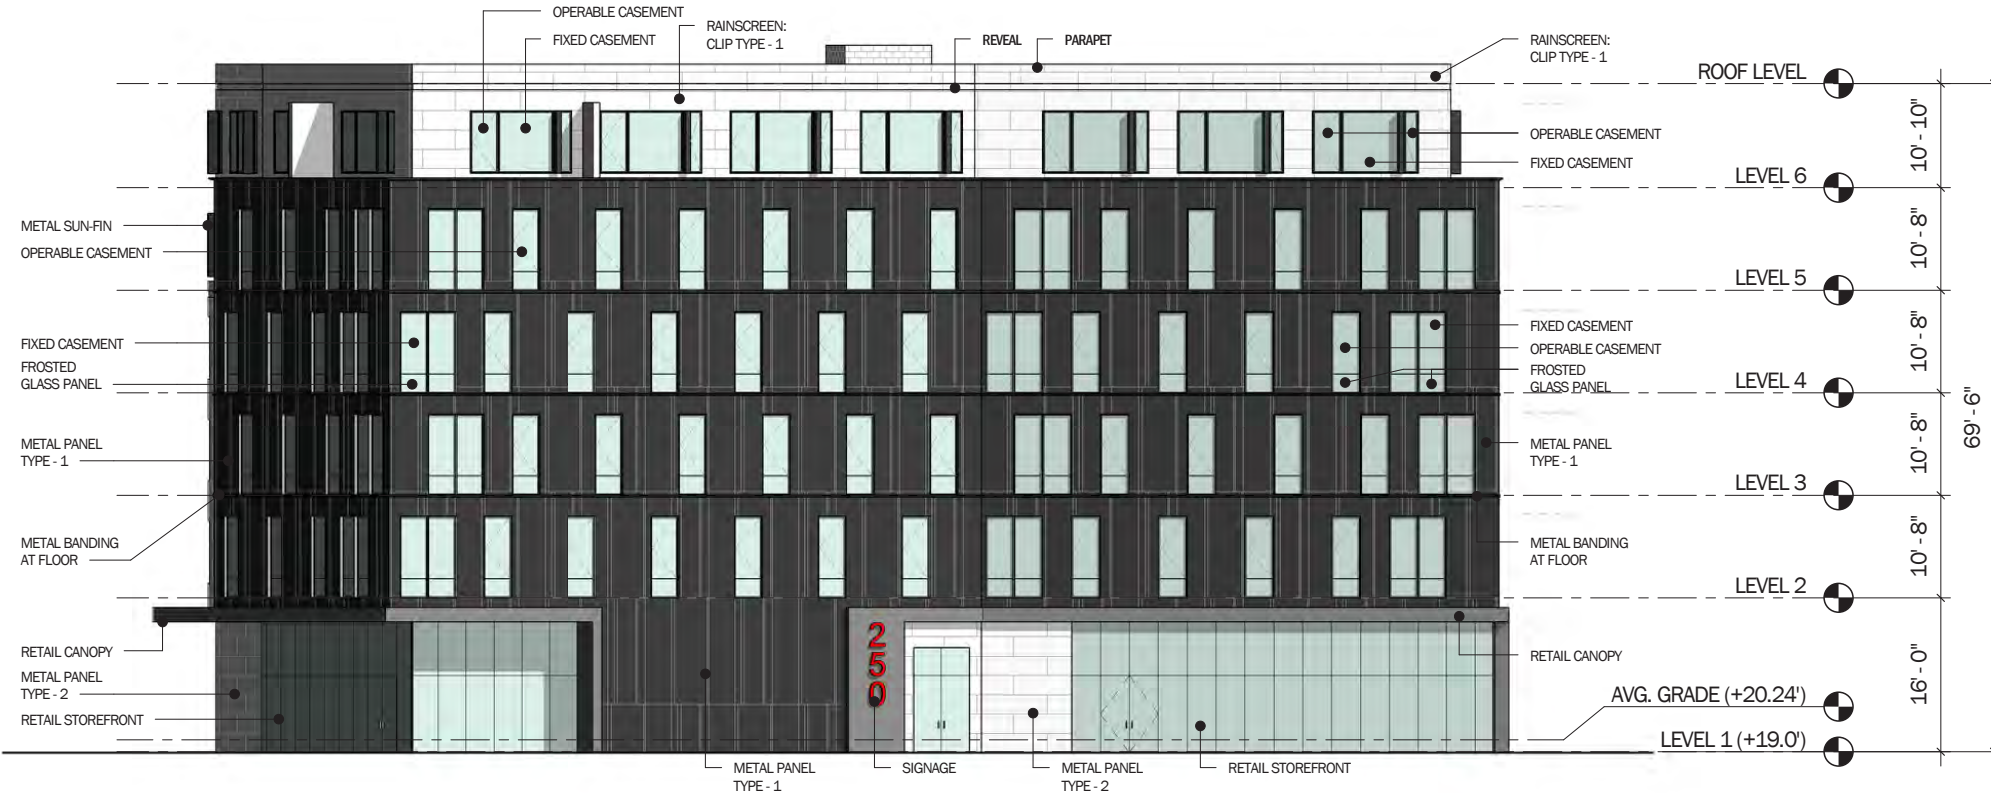 OPERABLE CASEMENT
FIXED CASEMENT
RAINSCREEN:
CLIP TYPE - 1
REVEAL
PARAPET
RAINSCREEN:
CLIP TYPE - 1
OPERABLE CASEMENT
FIXED CASEMENT
METAL SUN-FIN
OPERABLE CASEMENT
FIXED CASEMENT
FROSTED
GLASS PANEL
METAL PANEL
TYPE - 1
METAL BANDING
AT FLOOR
RETAIL CANOPY
METAL PANEL
TYPE - 2
RETAIL STOREFRONT
250
METAL PANEL
TYPE - 1
SIGNAGE
METAL PANEL
TYPE - 2
RETAIL STOREFRONT
FIXED CASEMENT
OPERABLE CASEMENT
FROSTED
GLASS PANEL
METAL PANEL
TYPE - 1
METAL BANDING
AT FLOOR
RETAIL CANOPY
ROOF LEVEL
LEVEL 6
LEVEL 5
LEVEL 4
LEVEL 3
LEVEL 2
AVG. GRADE (+20.24')
LEVEL 1 (+19.0')
10' - 10"
10' - 8"
10' - 8"
10' - 8"
10' - 8"
16' - 0"
69' - 6"